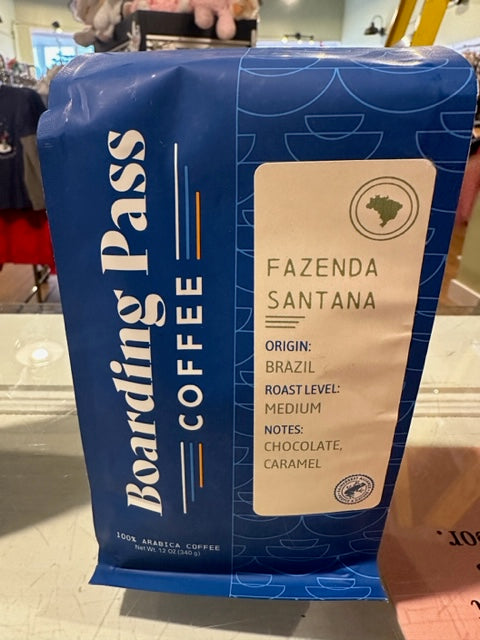 Boarding Pass
COFFEE
100% ARABICA COFFEE
Net Wt. 12 OZ (340 g)
FAZENDA
SANTANA
ORIGIN:
BRAZIL
ROAST LEVEL:
MEDIUM
NOTES:
CHOCOLATE,
CARAMEL